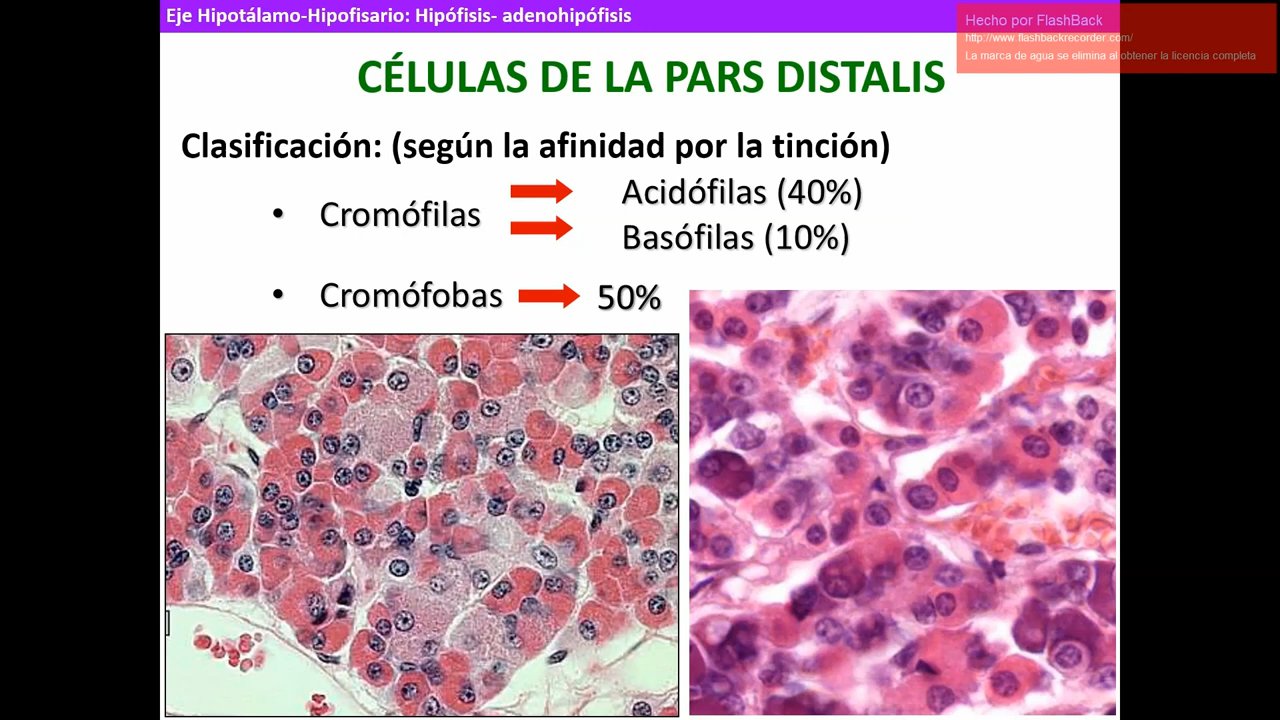 Eje Hipotálamo-Hipofisario: Hipófisis- adenohipófisis
Hecho por FlashBack
http://www.flashbackrecorder.com/
La marca de agua se elimina al obtener la licencia completa
CÉLULAS DE LA PARS DISTALIS
Clasificación: (según la afinidad por la tinción)
• Cromófilas
Acidófilas (40%)
Basófilas (10%)
• Cromófobas
50%